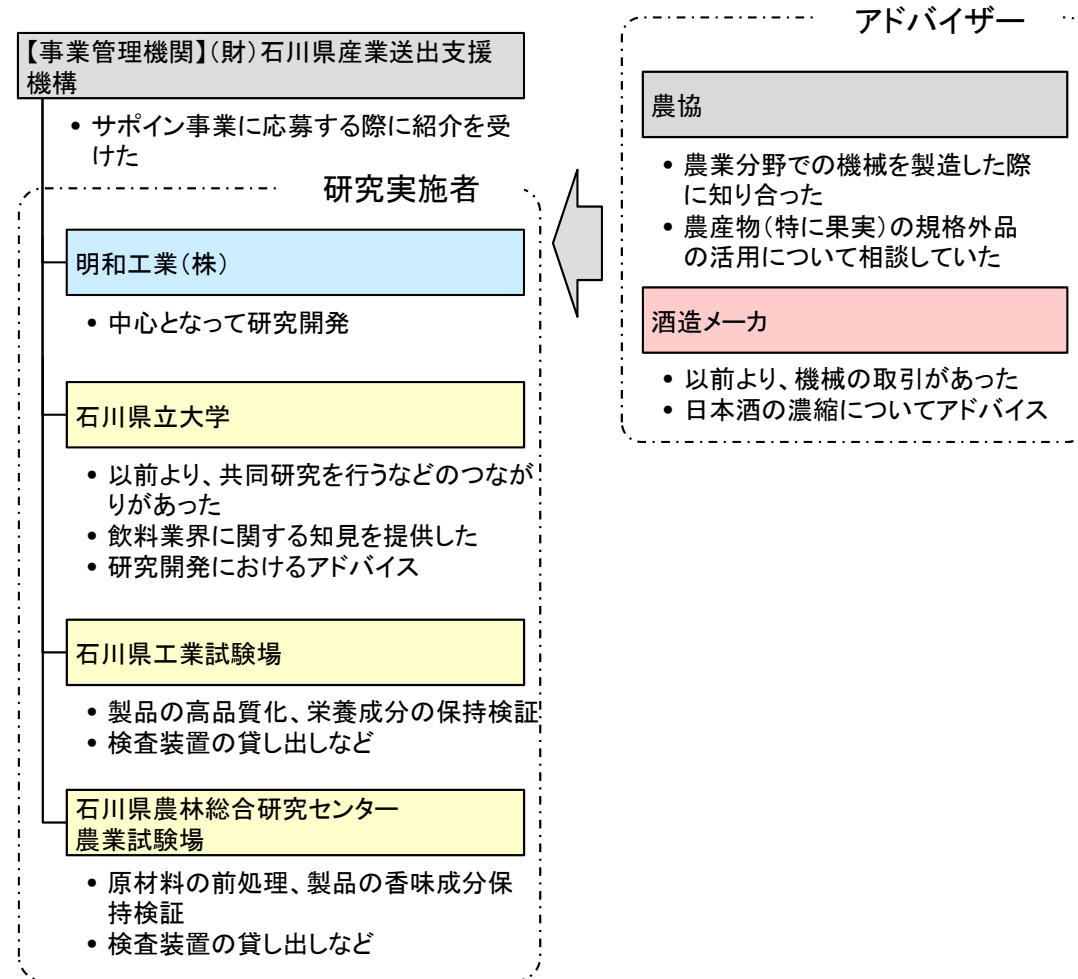 【事業管理機関】(財)石川県産業送出支援
機構
• サポイン事業に応募する際に紹介を受
けた
研究実施者
明和工業(株)
• 中心となって研究開発
石川県立大学
• 以前より、共同研究を行うなどのつなが
りがあった
• 飲料業界に関する知見を提供した
• 研究開発におけるアドバイス
石川県工業試験場
• 製品の高品質化、栄養成分の保持検証
• 検査装置の貸し出しなど
石川県農林総合研究センター
農業試験場
• 原材料の前処理、製品の香味成分保
持検証
• 検査装置の貸し出しなど
アドバイザー
農協
• 農業分野での機械を製造した際
に知り合った
• 農産物(特に果実)の規格外品
の活用について相談していた
酒造メーカ
• 以前より、機械の取引があった
• 日本酒の濃縮についてアドバイス